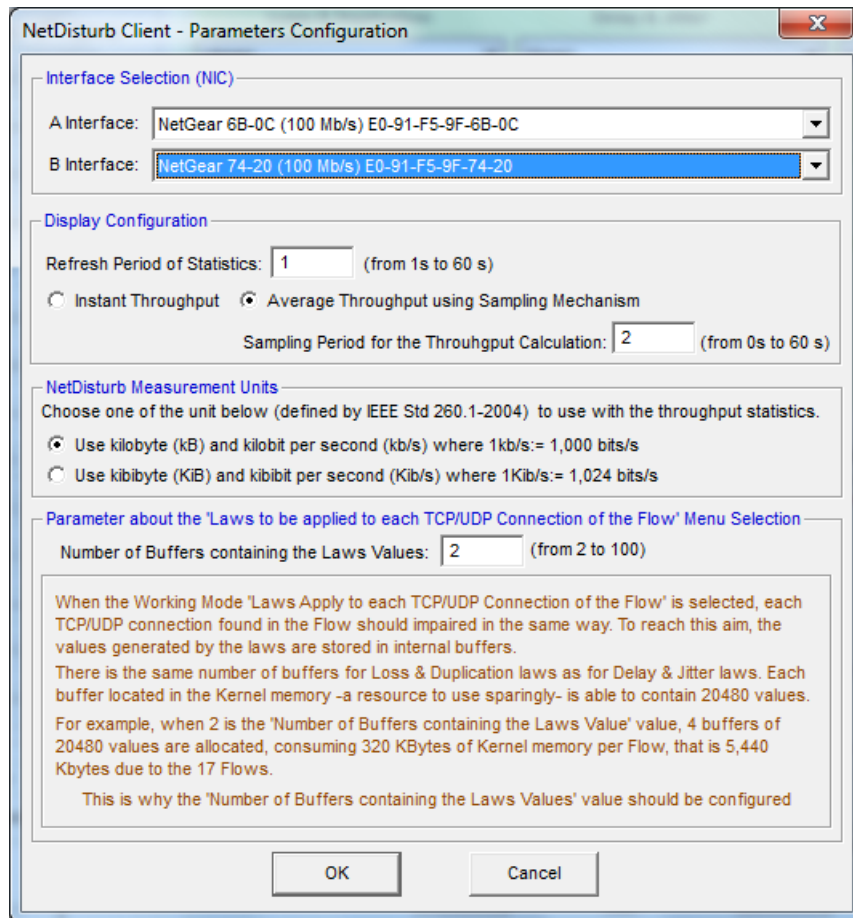 NetDisturb Client - Parameters Configuration
Interface Selection (NIC)
A Interface: NetGear 6B-0C (100 Mb/s) E0-91-F5-9F-6B-0C
B Interface: NetGear 74-20 (100 Mb/s) E0-91-F5-9F-74-20
Display Configuration
Refresh Period of Statistics: 1 (from 1s to 60 s)
Instant Throughput Average Throughput using Sampling Mechanism
Sampling Period for the Throuhgput Calculation: 2 (from 0s to 60 s)
NetDisturb Measurement Units
Choose one of the unit below (defined by IEEE Std 260.1-2004) to use with the throughput statistics.
Use kilobyte (kB) and kilobit per second (kb/s) where 1kb/s:= 1,000 bits/s
Use kibibyte (KiB) and kibibit per second (Kib/s) where 1Kib/s:= 1,024 bits/s
Parameter about the 'Laws to be applied to each TCP/UDP Connection of the Flow' Menu Selection
Number of Buffers containing the Laws Values: 2 (from 2 to 100)
When the Working Mode 'Laws Apply to each TCP/UDP Connection of the Flow' is selected, each
TCP/UDP connection found in the Flow should impaired in the same way. To reach this aim, the
values generated by the laws are stored in internal buffers.
There is the same number of buffers for Loss & Duplication laws as for Delay & Jitter laws. Each
buffer located in the Kernel memory -a resource to use sparingly- is able to contain 20480 values.
For example, when 2 is the 'Number of Buffers containing the Laws Value' value, 4 buffers of
20480 values are allocated, consuming 320 KBytes of Kernel memory per Flow, that is 5,440
Kbytes due to the 17 Flows.
This is why the 'Number of Buffers containing the Laws Values' value should be configured
OK Cancel